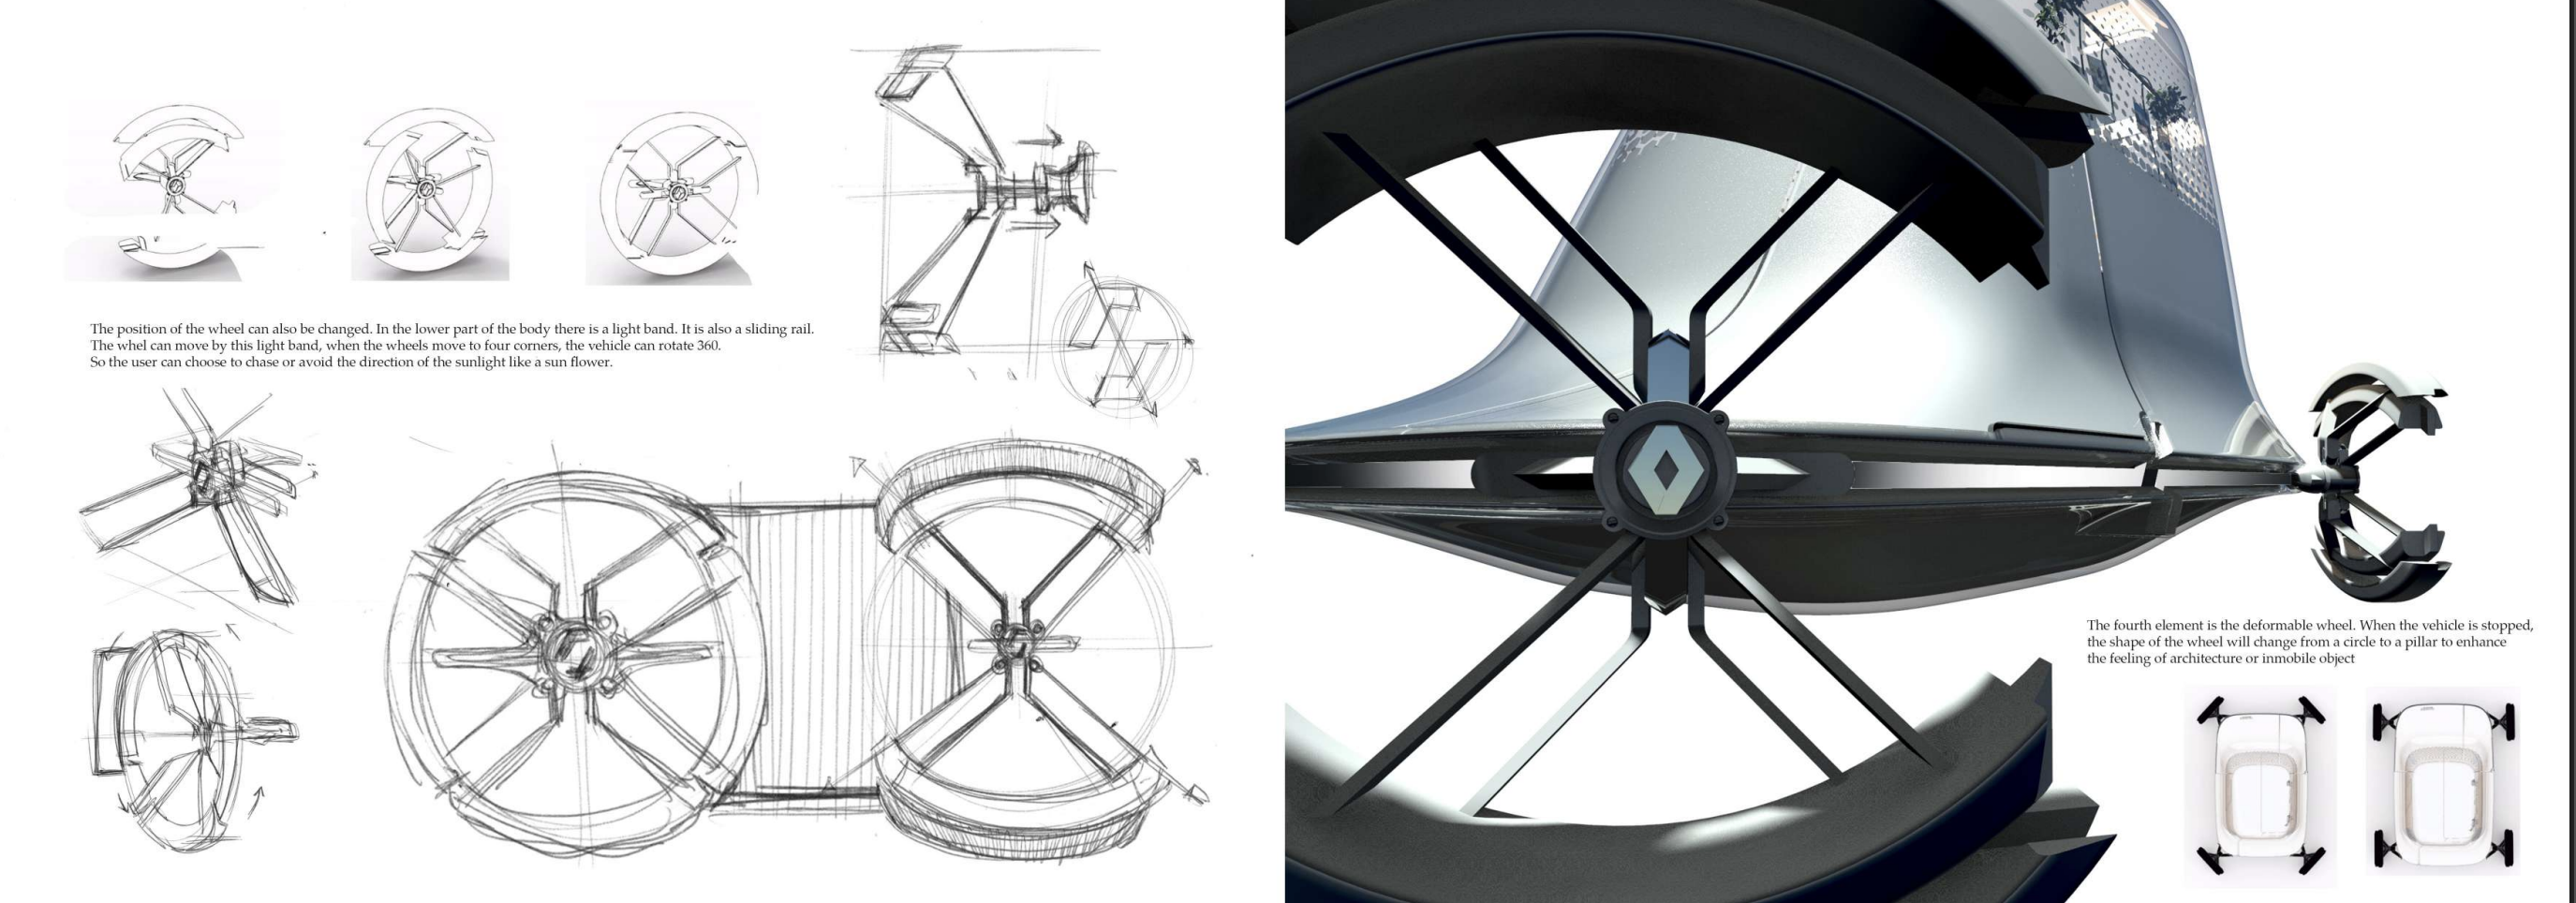 The position of the wheel can also be changed. In the lower part of the body there is a light band. It is also a sliding rail.
The whel can move by this light band, when the wheels move to four corners, the vehicle can rotate 360.
So the user can choose to chase or avoid the direction of the sunlight like a sun flower.
The fourth element is the deformable wheel. When the vehicle is stopped,
the shape of the wheel will change from a circle to a pillar to enhance
the feeling of architecture or inmobile object